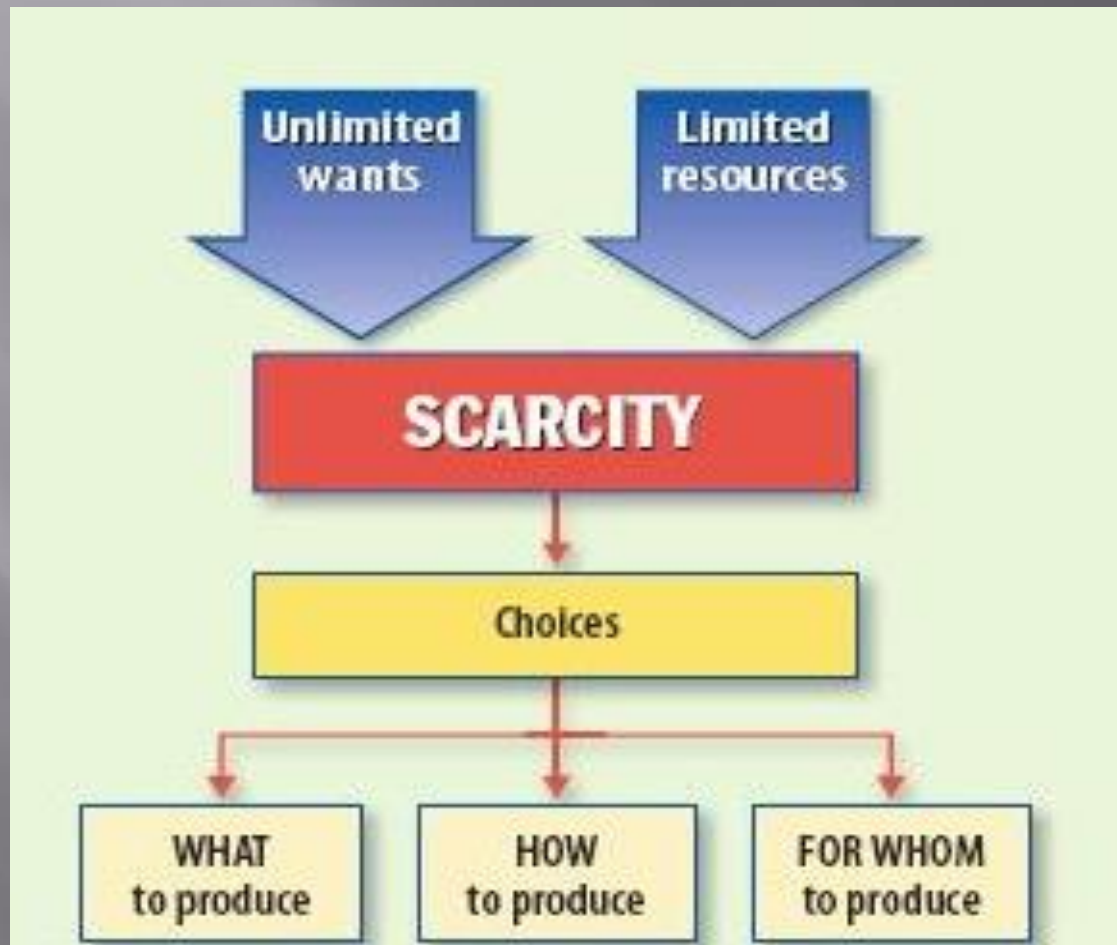 Unlimited
wants
Limited
resources
SCARCITY
Choices
WHAT
to produce
HOW
to produce
FOR WHOM
to produce